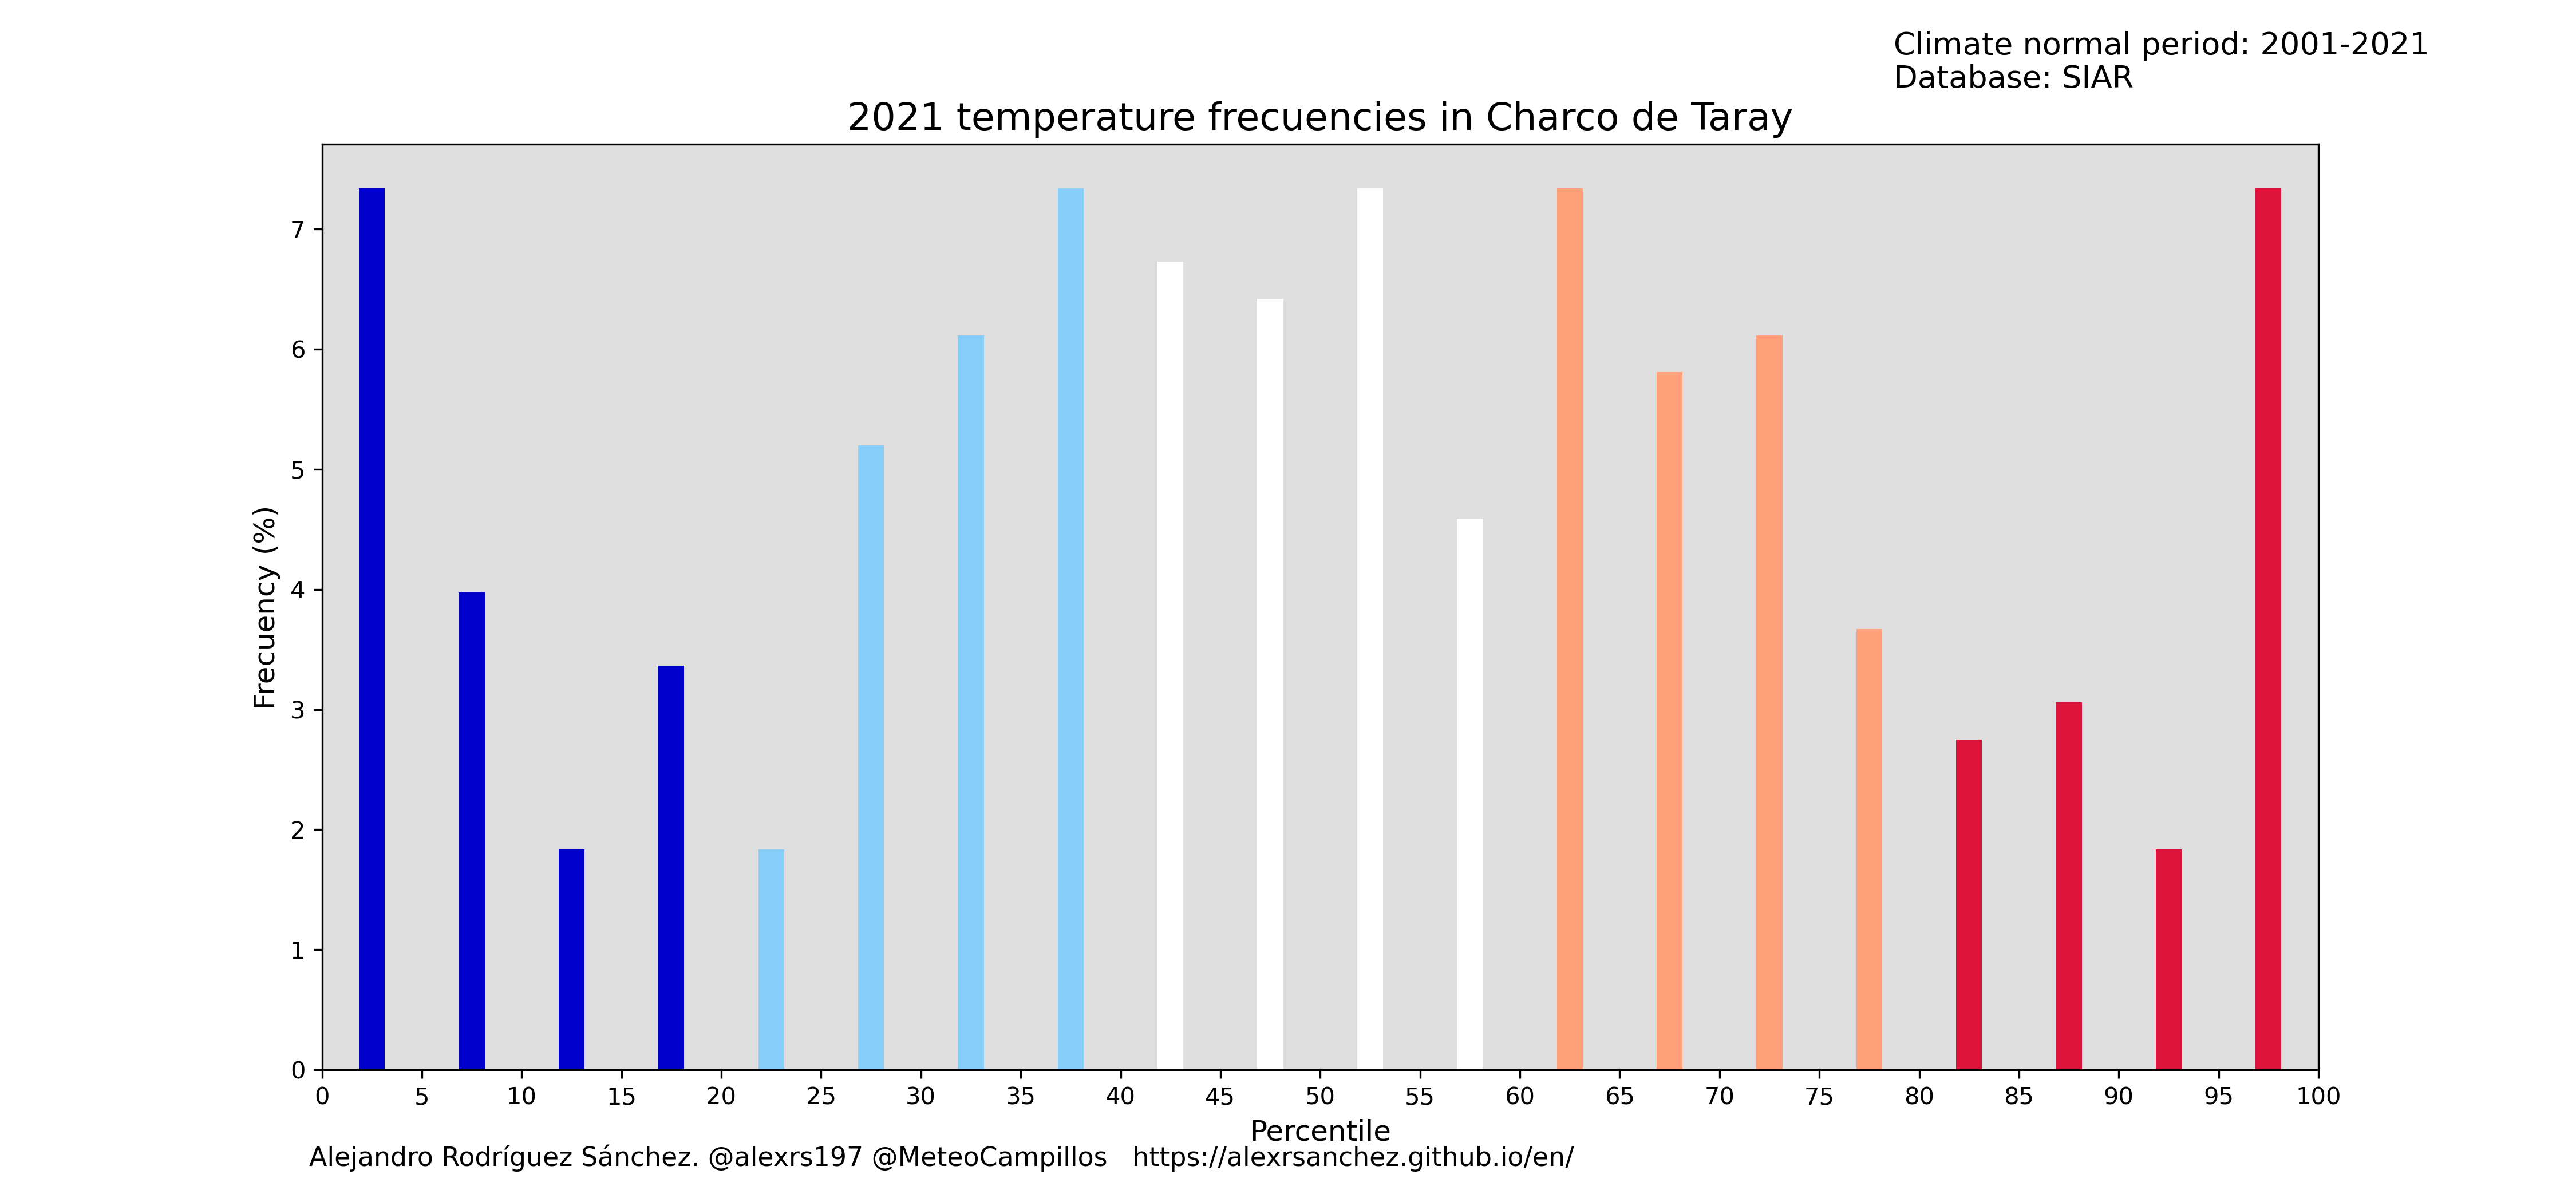 Climate normal period: 2001-2021
Database: SIAR
2021 temperature frecuencies in Charco de Taray
Frecuency (%)
7
6
5
4
3
2
1
0
0 5 10 15 20 25 30 35 40 45 50 55 60 65 70 75 80 85 90 95 100
Percentile
Alejandro Rodríguez Sánchez. @alexrs197 @MeteoCampillos https://alexrsanchez.github.io/en/